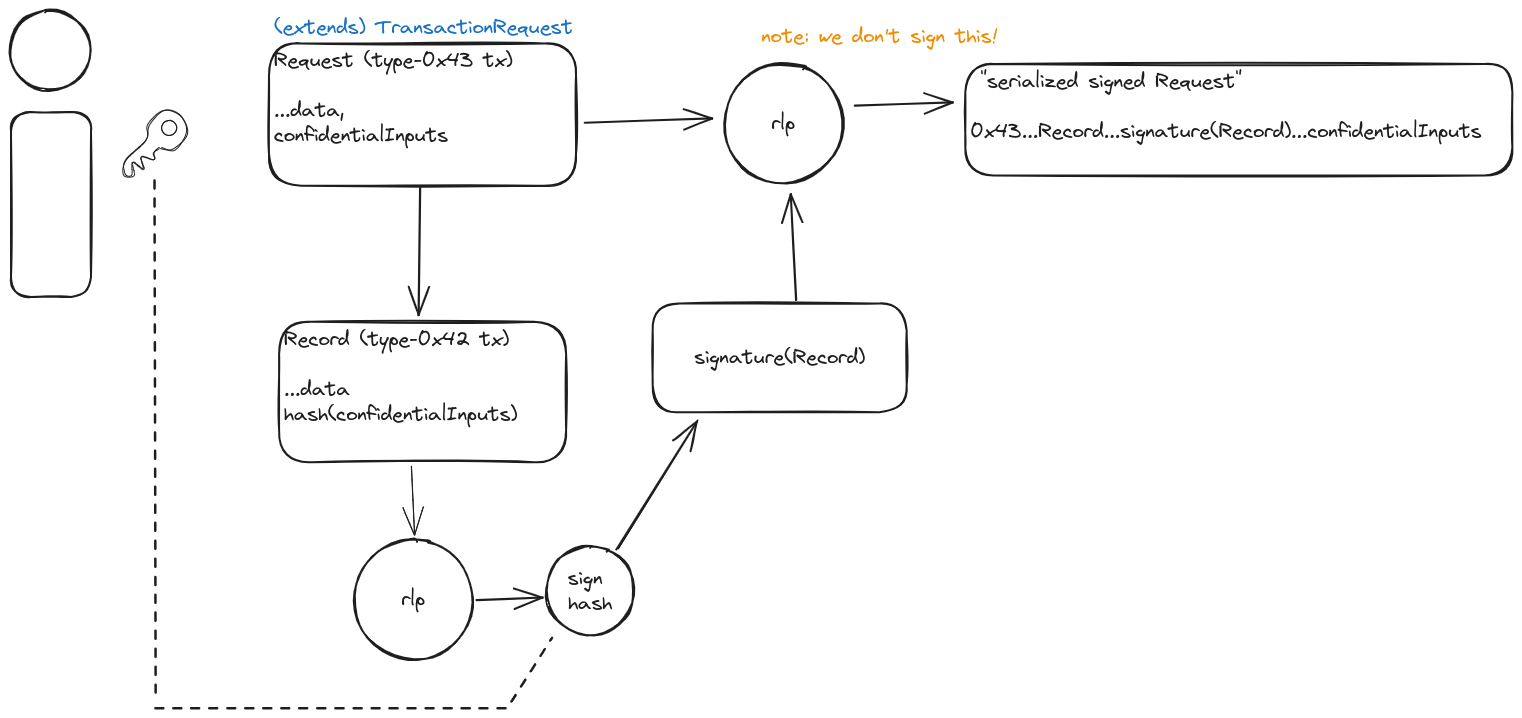 (extends) TransactionRequest
Request (type-0x43 tx)
...data,
confidentialInputs
note: we don't sign this!
rlp
"serialized signed Request"
0x43...Record...signature(Record)...confidentialInputs
Record (type-0x42 tx)
...data
hash(confidentialInputs)
signature(Record)
rlp
sign
hash